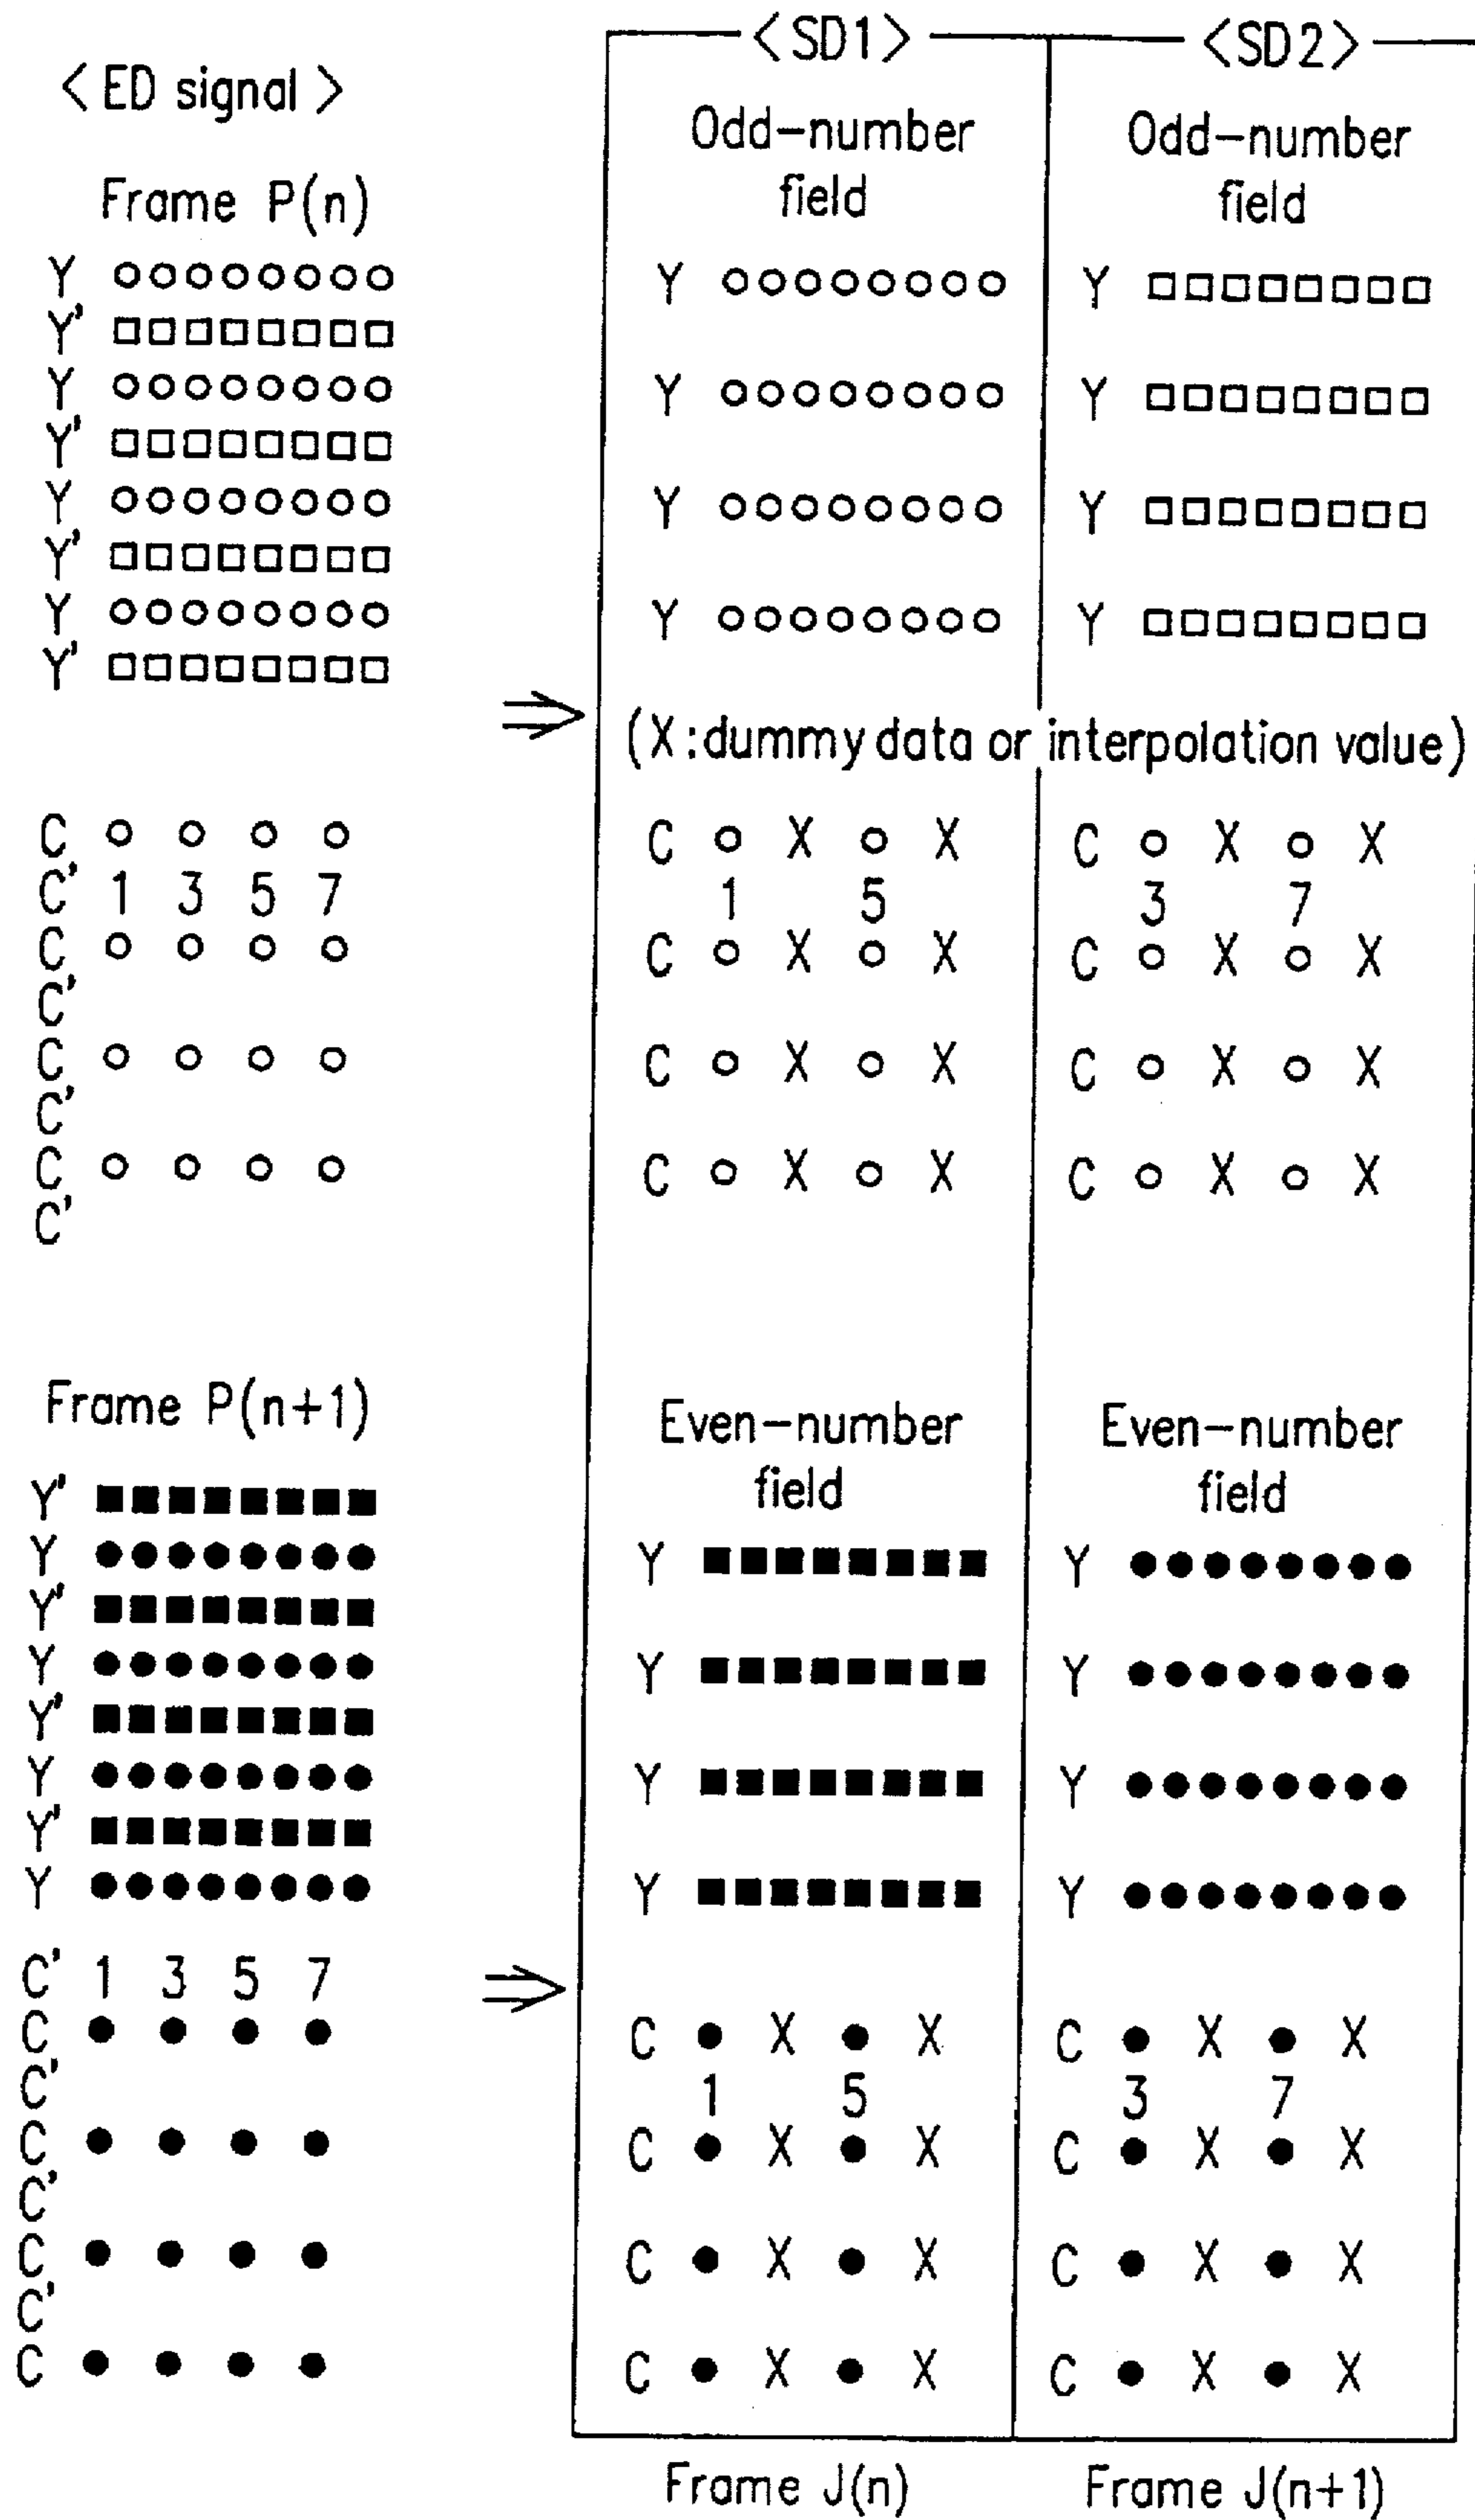 <SD1> <SD2>
<ED signal>
Odd-number field
Odd-number field
Frame P(n)
Y
Y'
Y
Y'
Y
Y'
Y
Y'
Y
Y
Y
Y
Y
Y
Y
Y
(X:dummy data or interpolation value)
C
C' 1 3 5 7
C
C'
C
C'
C
C'
C X X
1 5
C X X
C X X
C X X
C X X
3 7
C X X
C X X
C X X
Frame P(n+1)
Even-number field
Even-number field
Y'
Y
Y'
Y
Y'
Y
Y'
Y
Y
Y
Y
Y
Y
Y
Y
Y
C' 1 3 5 7
C
C'
C
C'
C
C'
C
C X X
1 5
C X X
C X X
C X X
C X X
3 7
C X X
C X X
C X X
Frame J(n) Frame J(n+1)